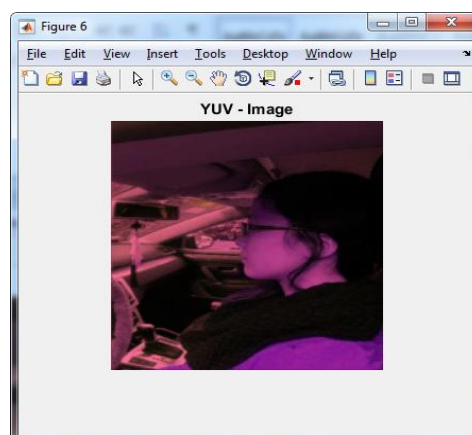 Figure 6
File Edit View Insert Tools Desktop Window Help
YUV - Image